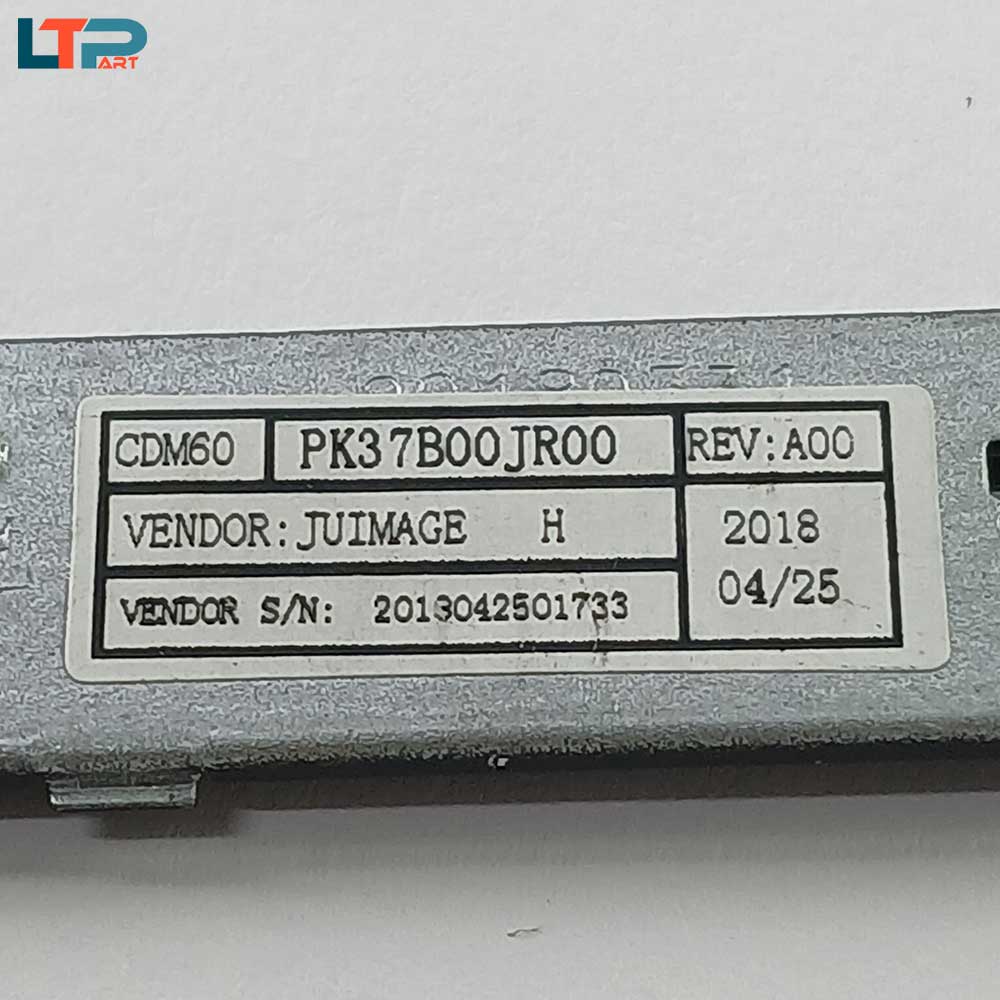 LTPART
CDM60 PK37B00JR00 REV:A00
VENDOR: JUIMAGE H 2018
04/25
VENDOR S/N: 2018042501733